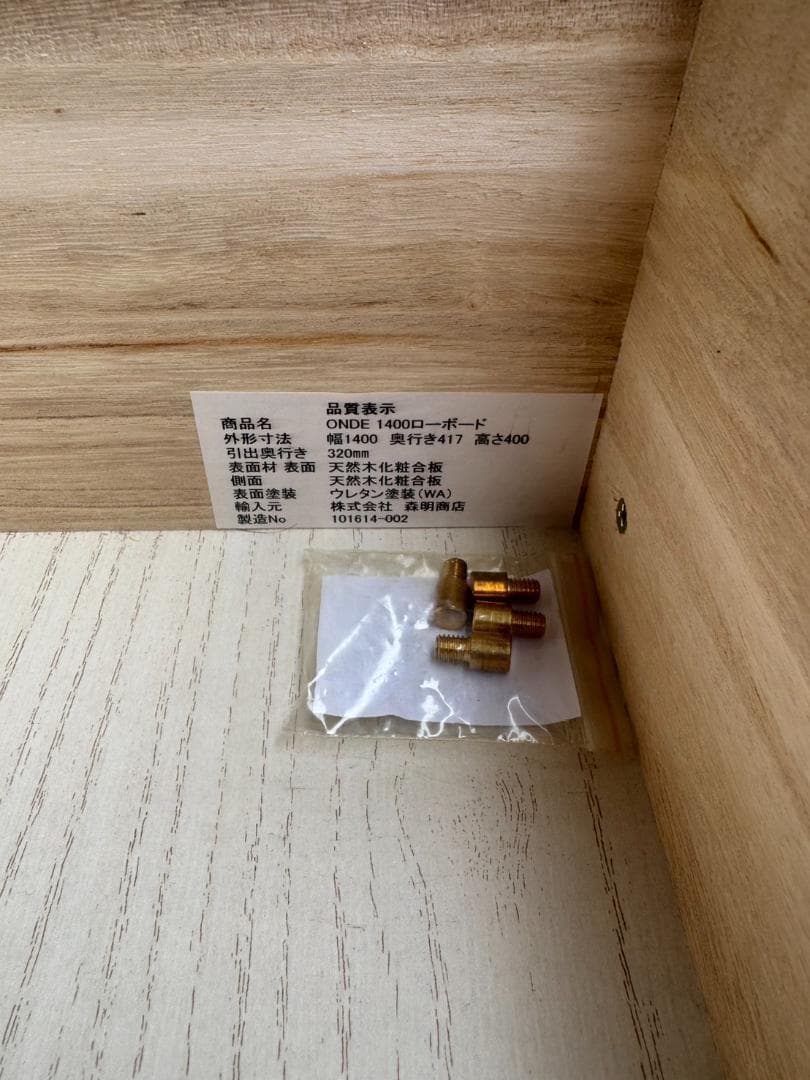 品質表示
商品名 ONDE 1400ローボード
外形寸法 幅1400 奥行き417 高さ400
引出奥行き 320mm
表面材 表面 天然木化粧合板
側面 天然木化粧合板
表面塗装 ウレタン塗装(WA)
輸入元 株式会社 森明商店
製造No 101614-002